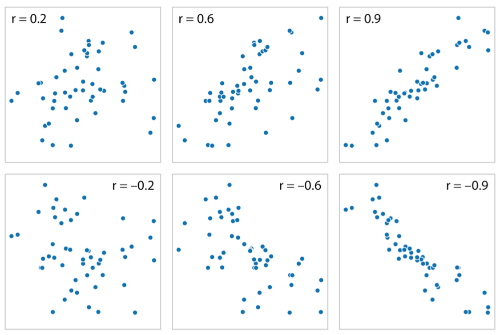 r = 0.2
r = 0.6
r = 0.9
r = –0.2
r = –0.6
r = –0.9